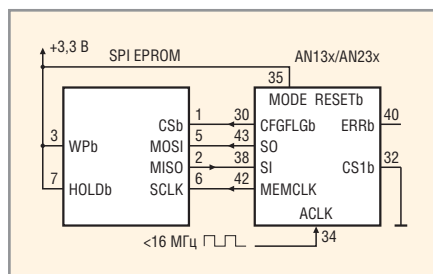 +3,3 В
SPI EPROM
AN13x/AN23x
35
MODE RESETb
1 30
CSb CFGFLGb
ERRb 40
3 5 43
WPb MOSI SO
2 38 32
MISO SI CS1b
7 6 42
HOLDb SCLK MEMCLK
ACLK
<16 МГц 34